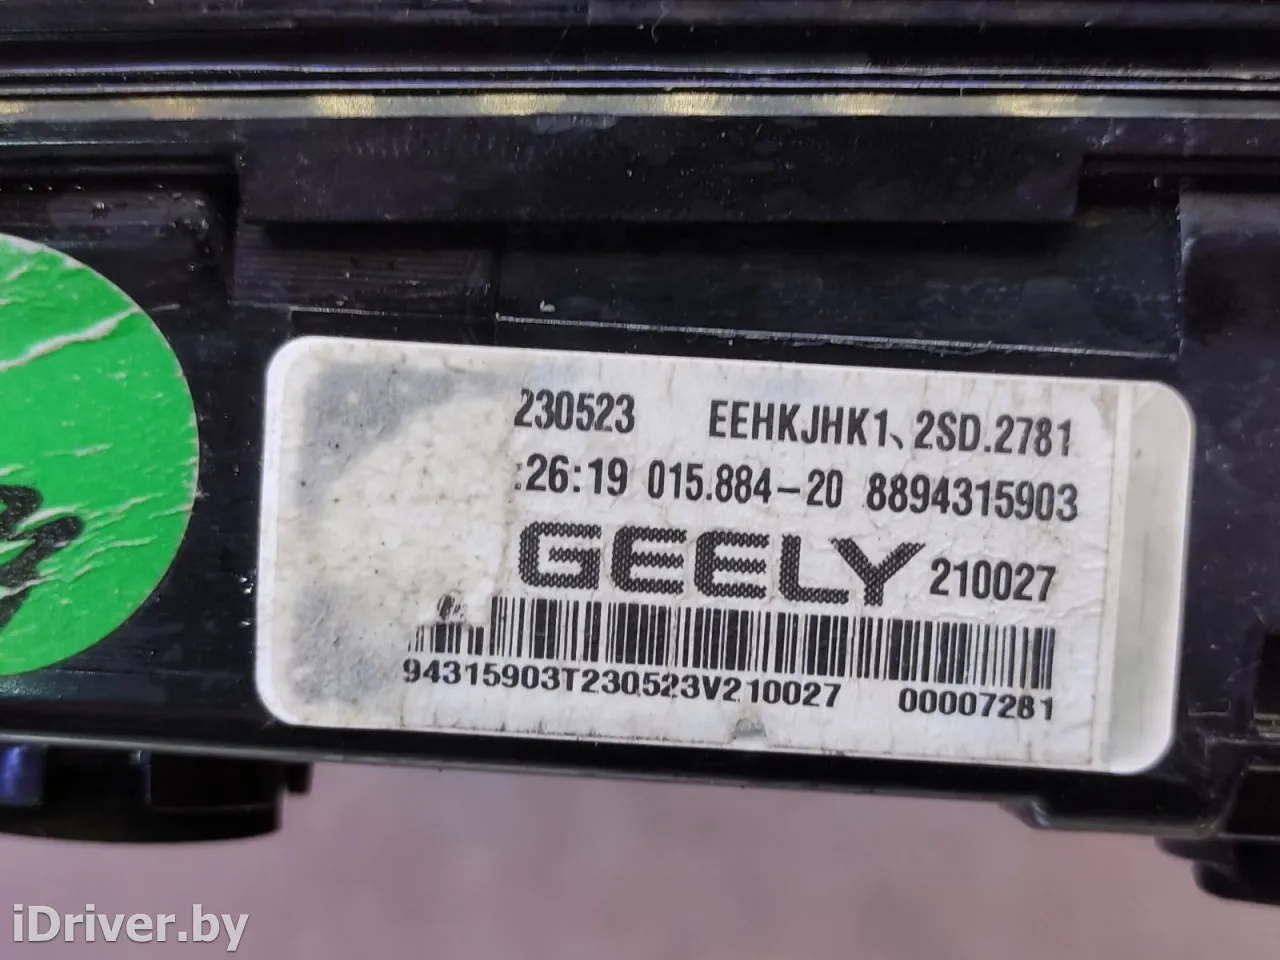 230523 EEHKJHK1、2SD.2781
:26:19 015.884-20 8894315903
GEELY 210027
94315903T230523V210027 00007281
iDriver.by